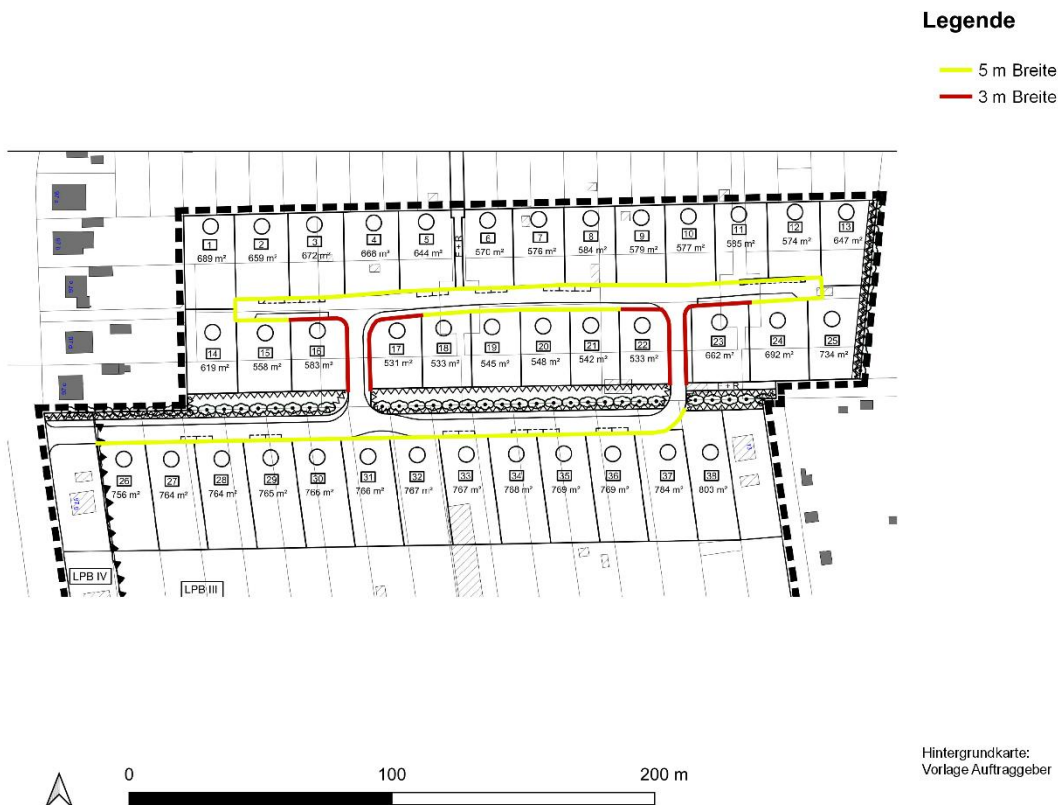 Legende
5 m Breite
3 m Breite
1 2 3 4 5 6 7 8 9 10 11 12 13
689 m² 659 m² 672 m² 668 m² 644 m² F+R 570 m² 576 m² 584 m² 579 m² 577 m² 585 m² 574 m² 647 m²
14 15 16 17 18 19 20 21 22 23 24 25
619 m² 558 m² 583 m² 531 m² 533 m² 545 m² 548 m² 542 m² 533 m² 662 m² 692 m² 734 m²
F+R
26 27 28 29 30 31 32 33 34 35 36 37 38
756 m² 764 m² 764 m² 765 m² 766 m² 766 m² 767 m² 767 m² 768 m² 769 m² 769 m² 784 m² 803 m²
LPB IV
LPB III
0 100 200 m
Hintergrundkarte:
Vorlage Auftraggeber